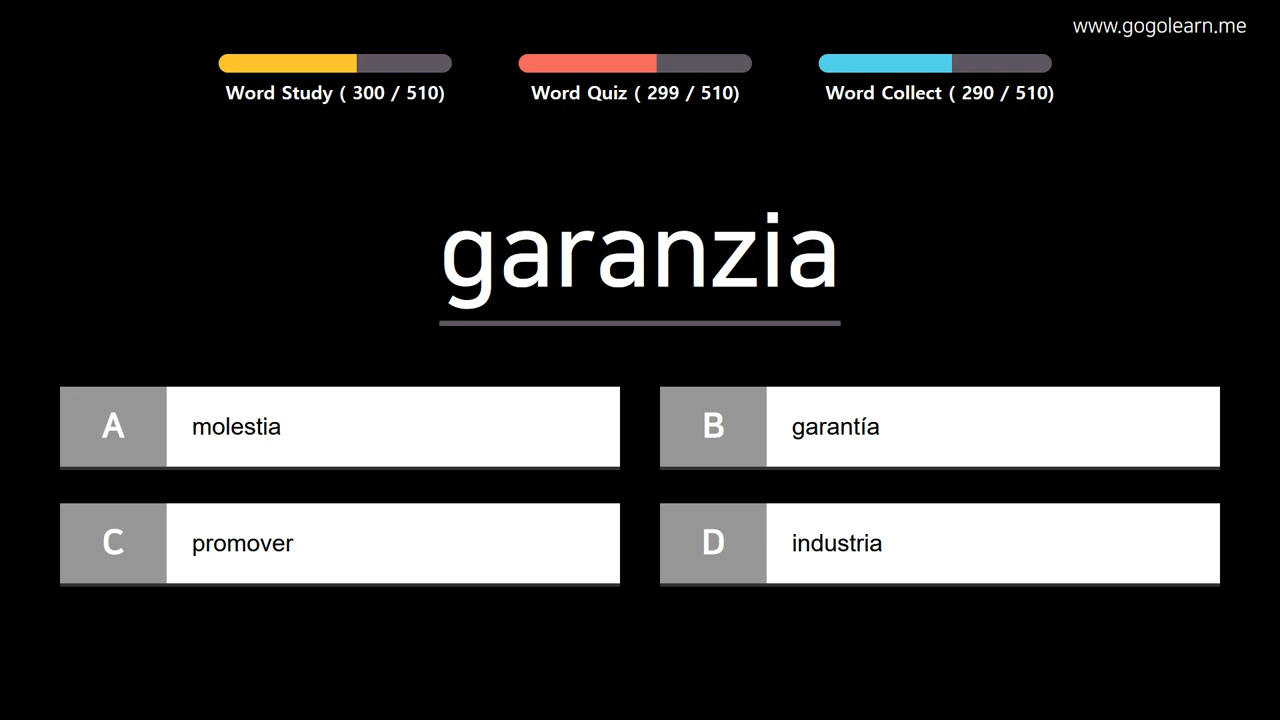 www.gogolearn.me
Word Study ( 300 / 510)
Word Quiz ( 299 / 510)
Word Collect ( 290 / 510)
garanzia
A molestia
B garantía
C promover
D industria